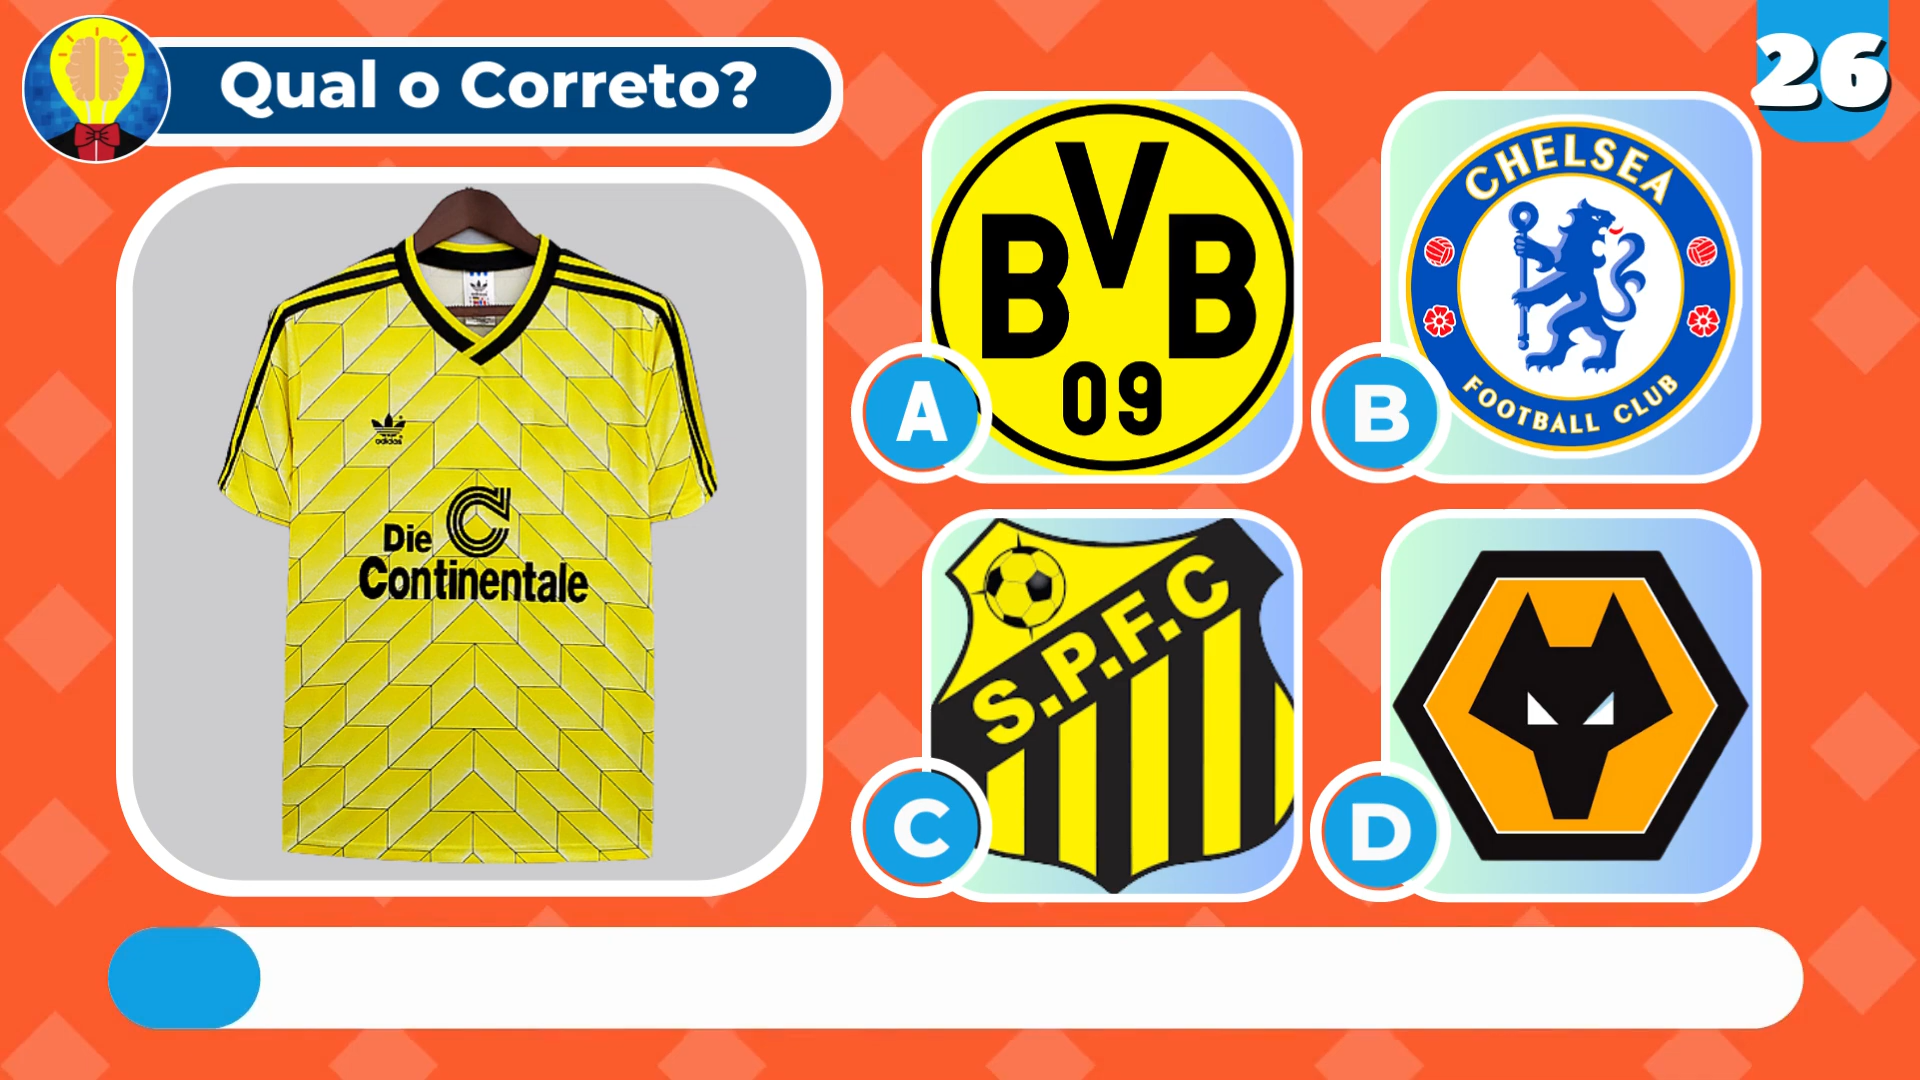 Qual o Correto?
26
adidas
Die
Continentale
BVB
09
A
CHELSEA
FOOTBALL CLUB
B
S.P.F.C
C
D